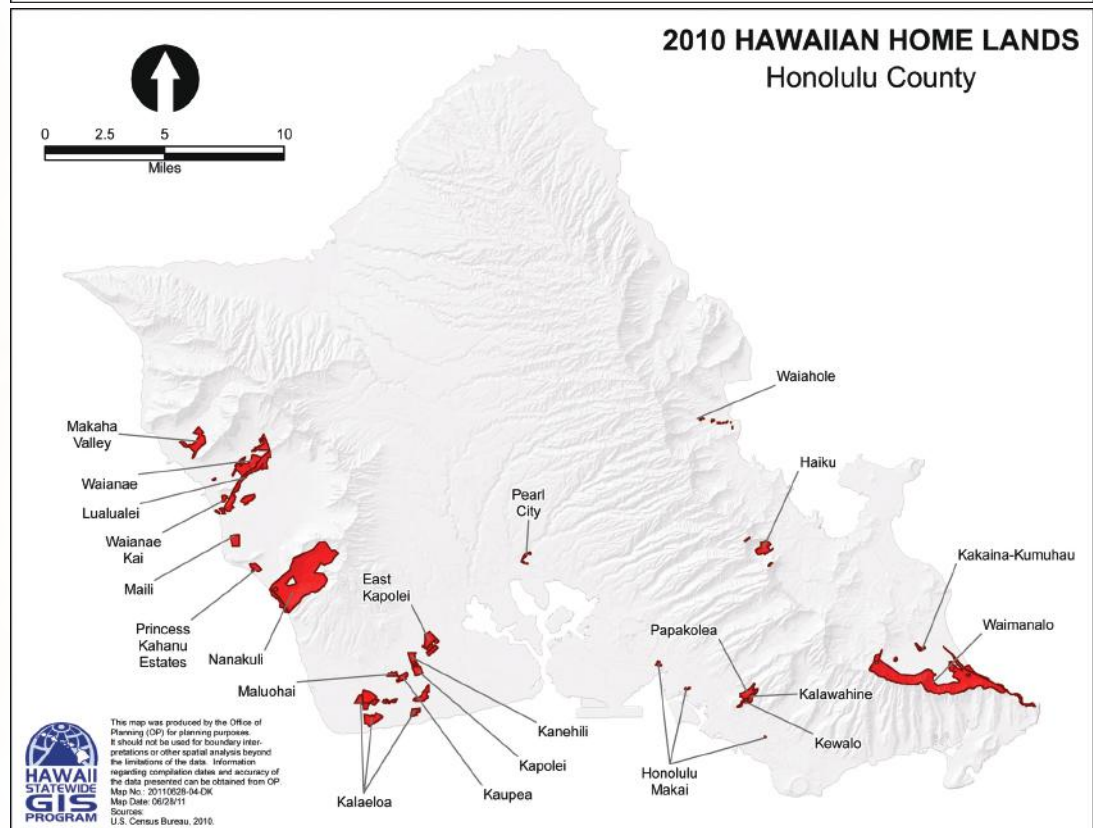 2010 HAWAIIAN HOME LANDS
Honolulu County
0 2.5 5 10
Miles
Waiahole
Makaha
Valley
Haiku
Waianae
Pearl
City
Lualualei
Waianae
Kai
Kakaina-Kumuhau
East
Kapolei
Maili
Waimanalo
Papakolea
Princess
Kahanu
Estates
Nanakuli
Maluohai
Kalawahine
Kanehili
Kewalo
Kapolei
Honolulu
Makai
Kaupea
Kalaeloa
HAWAII
STATEWIDE
GIS
PROGRAM
This map was produced by the Office of
Planning (OP) for planning purposes.
It should not be used for boundary inter-
pretations or other spatial analysis beyond
the limitations of the data. Information
regarding compilation dates and accuracy of
the data presented can be obtained from OP.
Map No.: 20110628-04-DK
Map Date: 06/28/11
Sources:
U.S. Census Bureau, 2010.